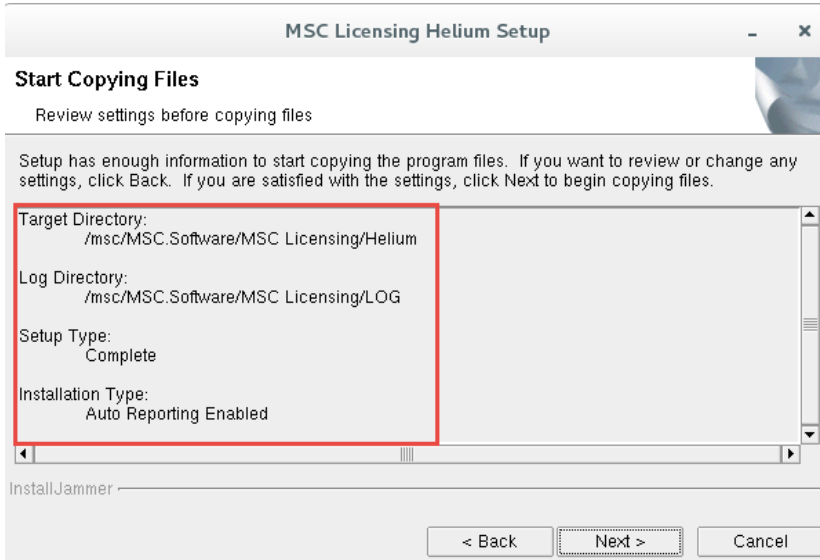 MSC Licensing Helium Setup
Start Copying Files
Review settings before copying files
Setup has enough information to start copying the program files.  If you want to review or change any
settings, click Back.  If you are satisfied with the settings, click Next to begin copying files.
Target Directory:
/msc/MSC.Software/MSC Licensing/Helium
Log Directory:
/msc/MSC.Software/MSC Licensing/LOG
Setup Type:
Complete
Installation Type:
Auto Reporting Enabled
InstallJammer
< Back
Next >
Cancel